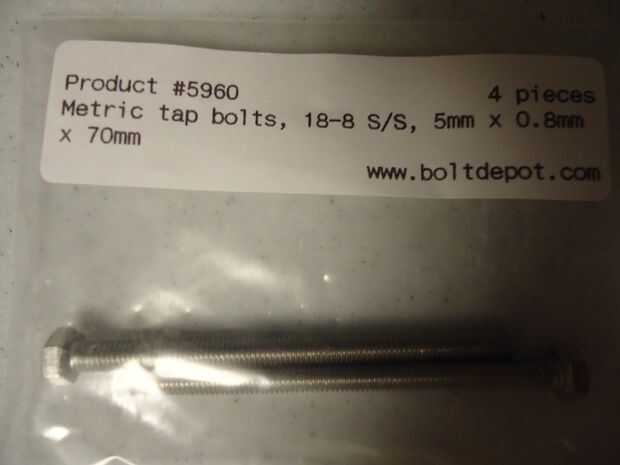 Product #5960 4 pieces
Metric tap bolts, 18-8 S/S, 5mm x 0.8mm
x 70mm
www.boltdepot.com